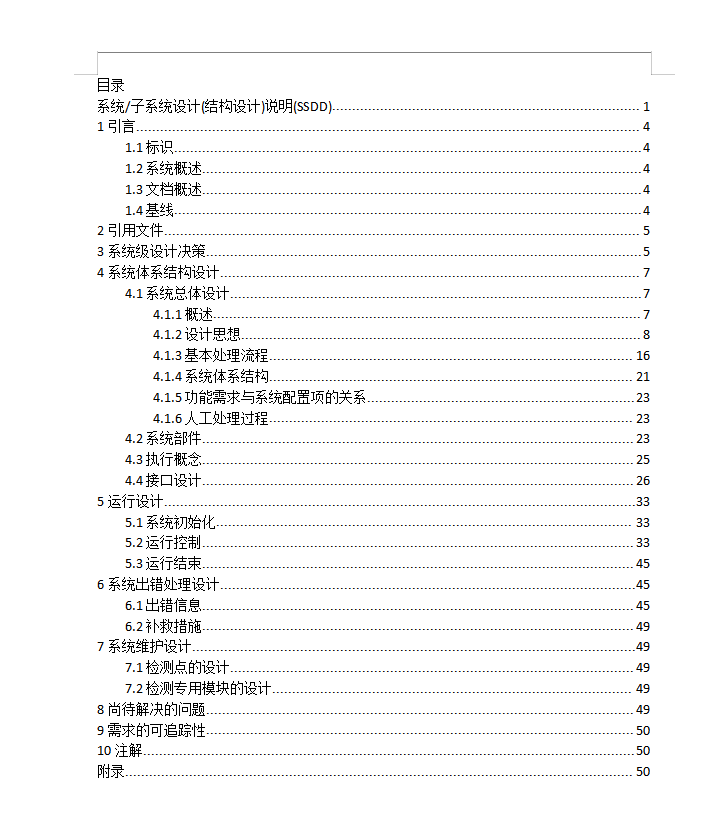 目录
系统/子系统设计(结构设计)说明(SSDD) 1
1 引言 4
1.1 标识 4
1.2 系统概述 4
1.3 文档概述 4
1.4 基线 4
2 引用文件 5
3 系统级设计决策 5
4 系统体系结构设计 7
4.1 系统总体设计 7
4.1.1 概述 7
4.1.2 设计思想 8
4.1.3 基本处理流程 16
4.1.4 系统体系结构 21
4.1.5 功能需求与系统配置项的关系 23
4.1.6 人工处理过程 23
4.2 系统部件 23
4.3 执行概念 25
4.4 接口设计 26
5 运行设计 33
5.1 系统初始化 33
5.2 运行控制 33
5.3 运行结束 45
6 系统出错处理设计 45
6.1 出错信息 45
6.2 补救措施 49
7 系统维护设计 49
7.1 检测点的设计 49
7.2 检测专用模块的设计 49
8 尚待解决的问题 49
9 需求的可追踪性 50
10 注解 50
附录 50